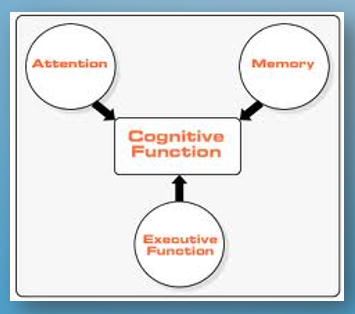 Attention
Memory
Cognitive
Function
Executive
Function